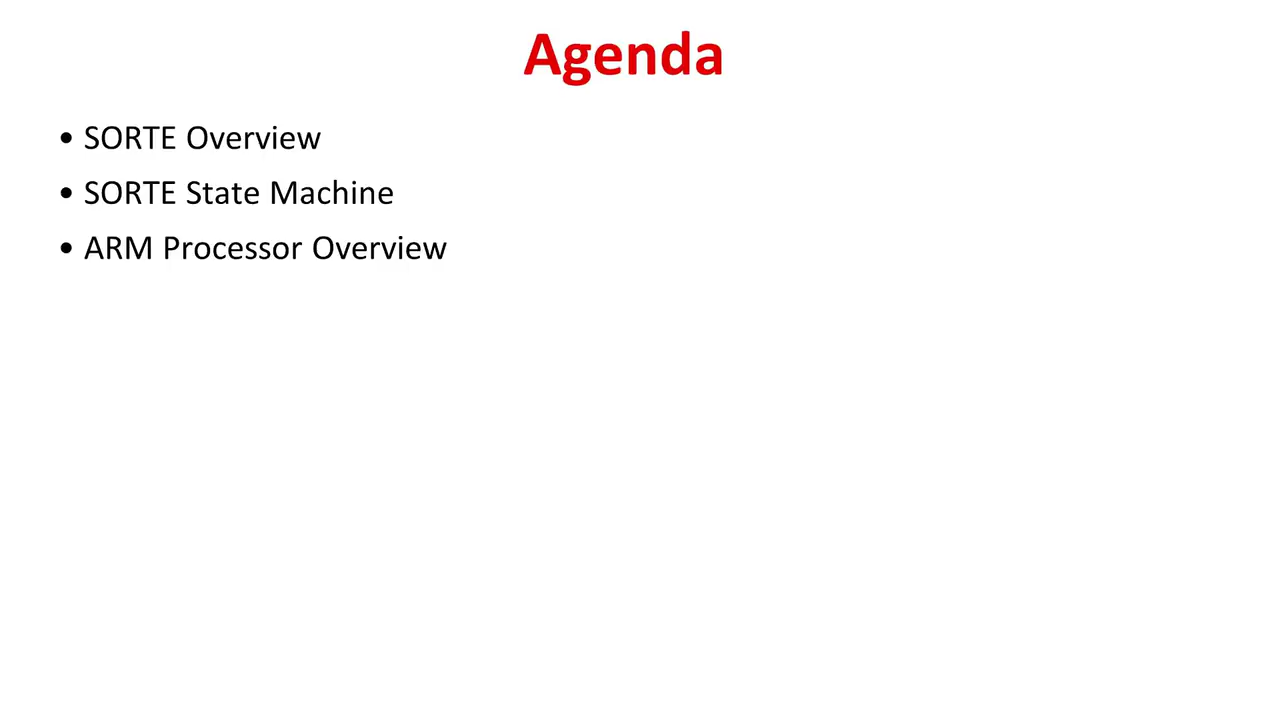 Agenda
• SORTE Overview
• SORTE State Machine
• ARM Processor Overview